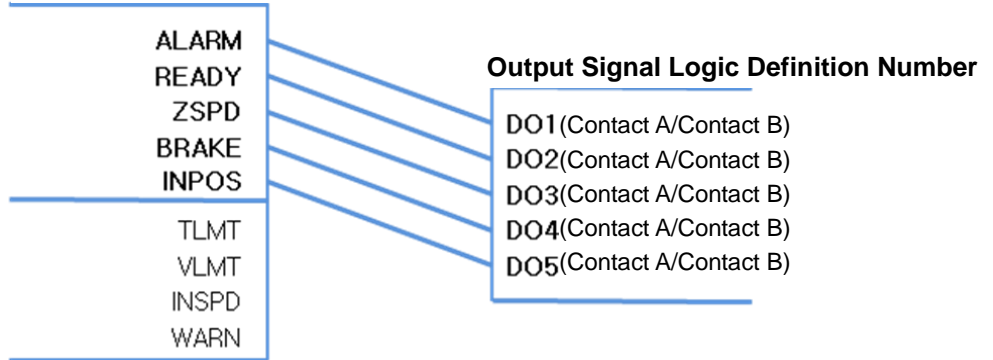 ALARM
READY
ZSPD
BRAKE
INPOS
TLMT
VLMT
INSPD
WARN
Output Signal Logic Definition Number
DO1(Contact A/Contact B)
DO2(Contact A/Contact B)
DO3(Contact A/Contact B)
DO4(Contact A/Contact B)
DO5(Contact A/Contact B)